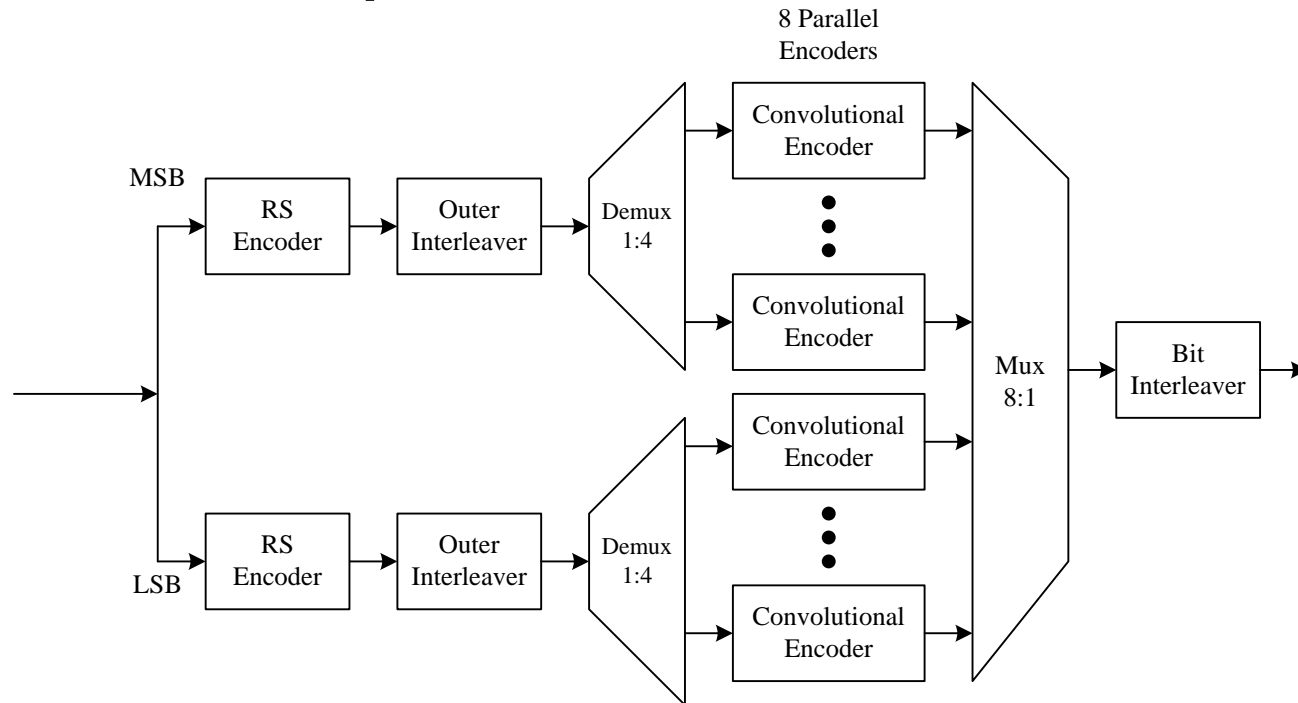 8 Parallel
Encoders
Convolutional
Encoder
MSB
RS
Encoder
Outer
Interleaver
Demux
1:4
Convolutional
Encoder
Mux
8:1
Bit
Interleaver
Convolutional
Encoder
RS
Encoder
Outer
Interleaver
Demux
1:4
LSB
Convolutional
Encoder